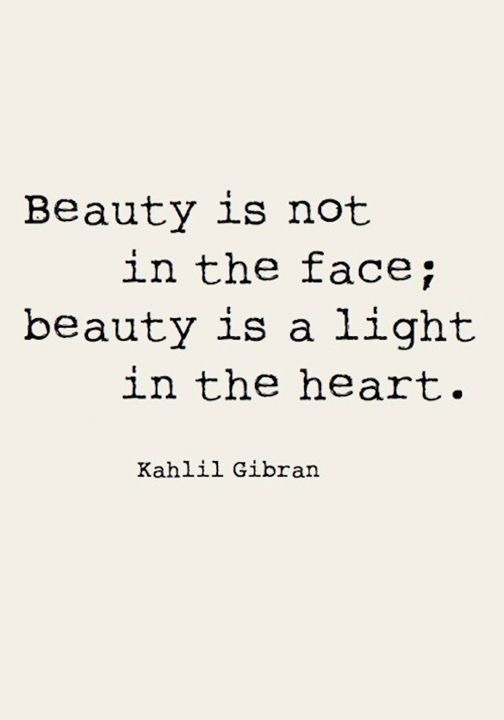 Beauty is not
in the face;
beauty is a light
in the heart.
Kahlil Gibran